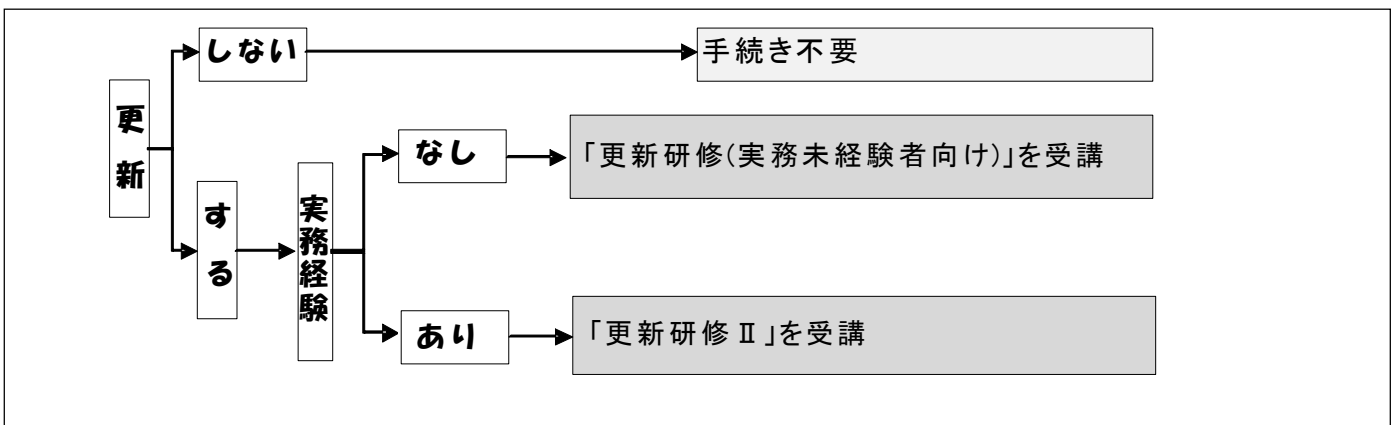 更新
しない
手続き不要
する
実務経験
なし
「更新研修(実務未経験者向け)」を受講
あり
「更新研修Ⅱ」を受講